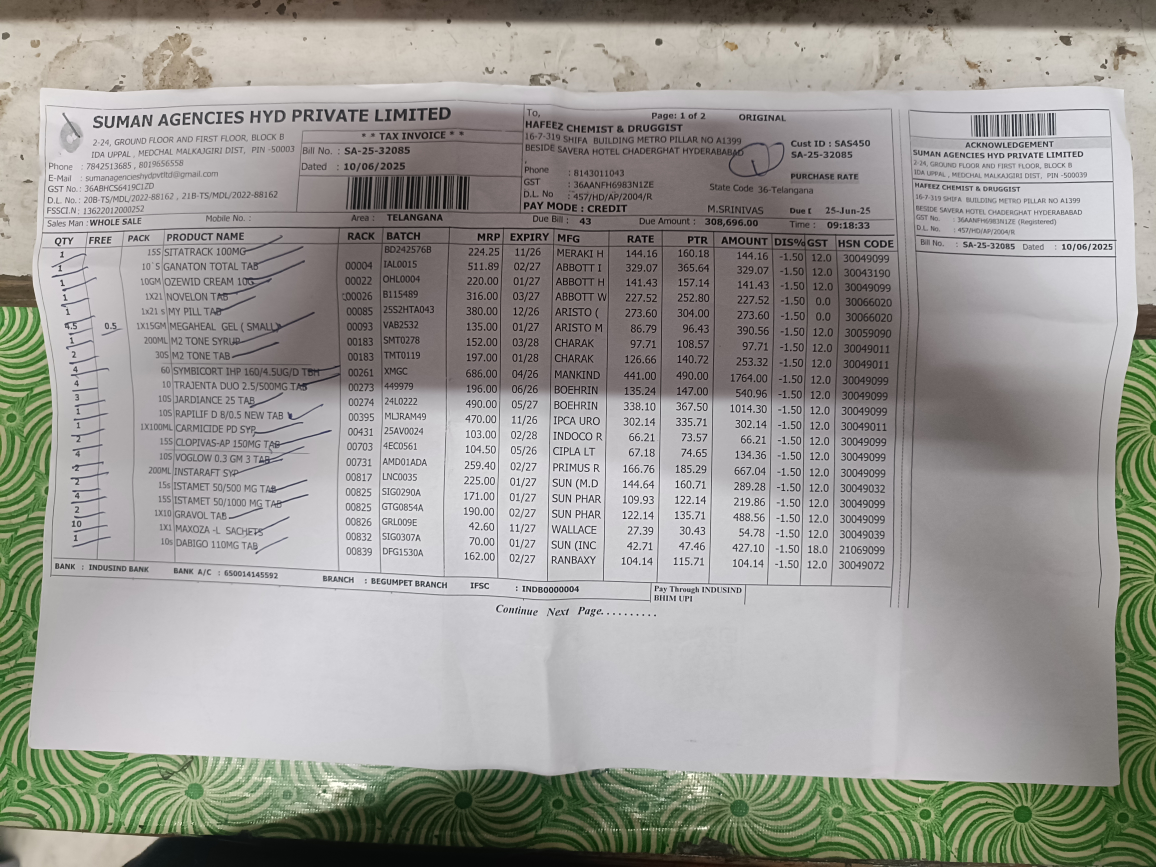 SUMAN AGENCIES HYD PRIVATE LIMITED
2-24, GROUND FLOOR AND FIRST FLOOR, BLOCK B
IDA UPPAL , MEDCHAL MALKAJGIRI DIST, PIN -50003
Phone : 7842513685 , 8019656558
E-Mail : sumanagencieshydpvtltd@gmail.com
GST No. : 36ABHCS6419C1ZD
D.L. No. : 20B-TS/MDL/2022-88162 , 21B-TS/MDL/2022-88162
FSSCI.N : 13622012000252
* * TAX INVOICE * *
Bill No. : SA-25-32085
Dated : 10/06/2025
To,
Page: 1 of 2 ORIGINAL
HAFEEZ CHEMIST & DRUGGIST
16-7-319 SHIFA BUILDING METRO PILLAR NO A1399
BESIDE SAVERA HOTEL CHADERGHAT HYDERABABAD
,
Phone : 8143011043
GST : 36AANFH6983N1ZE
D.L. No : 457/HD/AP/2004/R
State Code 36-Telangana
Cust ID : SAS450
SA-25-32085
PURCHASE RATE
PAY MODE : CREDIT M.SRINIVAS Due 25-Jun-25
Sales Man : WHOLE SALE Mobile No. : Area : TELANGANA Due Bill : 43 Due Amount : 308,696.00 Time : 09:18:33
QTY FREE PACK PRODUCT NAME RACK BATCH MRP EXPIRY MFG RATE PTR AMOUNT DIS% GST HSN CODE
1 15S SITATRACK 100MG BD242576B 224.25 11/26 MERAKI H 144.16 160.18 144.16 -1.50 12.0 30049099
1 10`S GANATON TOTAL TAB 00004 IAL0015 511.89 02/27 ABBOTT I 329.07 365.64 329.07 -1.50 12.0 30043190
1 10GM OZEWID CREAM 10G 00022 OHL0004 220.00 01/27 ABBOTT H 141.43 157.14 141.43 -1.50 12.0 30049099
1 1X21 NOVELON TAB 00026 B115489 316.00 03/27 ABBOTT W 227.52 252.80 227.52 -1.50 0.0 30066020
1 1x21 s MY PILL TAB 00085 25S2HTA043 380.00 12/26 ARISTO ( 273.60 304.00 273.60 -1.50 0.0 30066020
4.5 0.5 1X15GM MEGAHEAL GEL ( SMALL) 00093 VAB2532 135.00 01/27 ARISTO M 86.79 96.43 390.56 -1.50 12.0 30059090
1 200ML M2 TONE SYRUP 00183 SMT0278 152.00 03/28 CHARAK 97.71 108.57 97.71 -1.50 12.0 30049011
2 30S M2 TONE TAB 00183 TMT0119 197.00 01/28 CHARAK 126.66 140.72 253.32 -1.50 12.0 30049011
4 60 SYMBICORT IHP 160/4.5UG/D TBH 00261 XMGC 686.00 04/26 MANKIND 441.00 490.00 1764.00 -1.50 12.0 30049099
4 10 TRAJENTA DUO 2.5/500MG TAB 00273 449979 196.00 06/26 BOEHRIN 135.24 147.00 540.96 -1.50 12.0 30049099
3 10S JARDIANCE 25 TAB 00274 24L0222 490.00 05/27 BOEHRIN 338.10 367.50 1014.30 -1.50 12.0 30049099
1 10S RAPILIF D 8/0.5 NEW TAB 00395 MLJRAM49 470.00 11/26 IPCA URO 302.14 335.71 302.14 -1.50 12.0 30049011
1 1X100ML CARMICIDE PD SYP 00431 25AV0024 103.00 02/28 INDOCO R 66.21 73.57 66.21 -1.50 12.0 30049099
2 15S CLOPIVAS-AP 150MG TAB 00703 4EC0561 104.50 05/26 CIPLA LT 67.18 74.65 134.36 -1.50 12.0 30049099
4 10S VOGLOW 0.3 GM 3 TAB 00731 AMD01ADA 259.40 02/27 PRIMUS R 166.76 185.29 667.04 -1.50 12.0 30049099
2 200ML INSTARAFT SYP 00817 LNC0035 225.00 01/27 SUN (M.D 144.64 160.71 289.28 -1.50 12.0 30049032
2 15s ISTAMET 50/500 MG TAB 00825 SIG0290A 171.00 01/27 SUN PHAR 109.93 122.14 219.86 -1.50 12.0 30049099
4 15S ISTAMET 50/1000 MG TAB 00825 GTG0854A 190.00 02/27 SUN PHAR 122.14 135.71 488.56 -1.50 12.0 30049099
2 1X10 GRAVOL TAB 00826 GRL009E 42.60 11/27 WALLACE 27.39 30.43 54.78 -1.50 12.0 30049039
10 1X1 MAXOZA -L SACHETS 00832 SIG0307A 70.00 01/27 SUN (INC 42.71 47.46 427.10 -1.50 18.0 21069099
1 10s DABIGO 110MG TAB 00839 DFG1530A 162.00 02/27 RANBAXY 104.14 115.71 104.14 -1.50 12.0 30049072
BANK : INDUSIND BANK BANK A/C : 650014145592 BRANCH : BEGUMPET BRANCH IFSC : INDB0000004 Pay Through INDUSIND
BHIM UPI
Continue Next Page.........
ACKNOWLEDGEMENT
SUMAN AGENCIES HYD PRIVATE LIMITED
2-24, GROUND FLOOR AND FIRST FLOOR, BLOCK B
IDA UPPAL , MEDCHAL MALKAJGIRI DIST, PIN -500039
HAFEEZ CHEMIST & DRUGGIST
16-7-319 SHIFA BUILDING METRO PILLAR NO A1399
BESIDE SAVERA HOTEL CHADERGHAT HYDERABABAD
GST No. : 36AANFH6983N1ZE (Registered)
D.L. No. : 457/HD/AP/2004/R
Bill No. : SA-25-32085 Dated : 10/06/2025